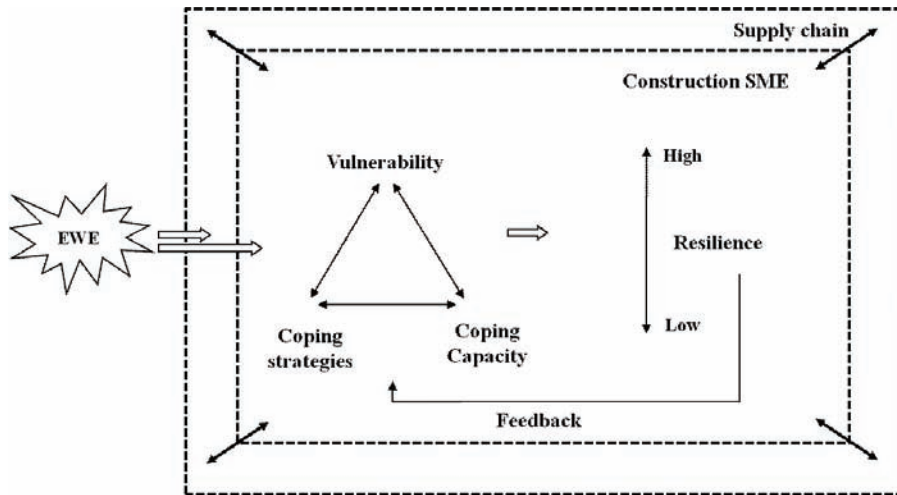 Supply chain
Construction SME
Vulnerability
High
EWE
Resilience
Coping
strategies
Coping
Capacity
Low
Feedback